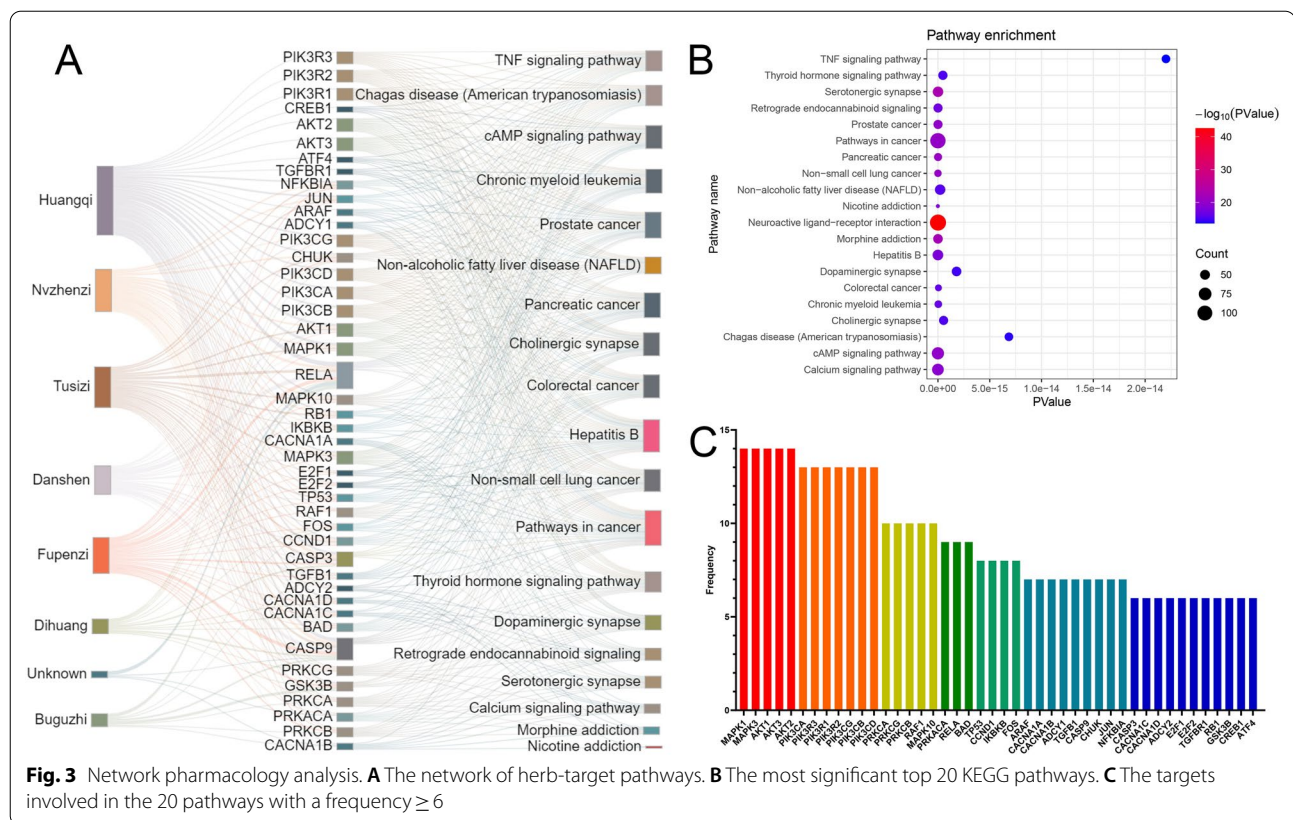 A
Huangqi
Nvzhenzi
Tusizi
Danshen
Fupenzi
Dihuang
Unknown
Buguzhi
PIK3R3
PIK3R2
PIK3R1
CREB1
AKT2
AKT3
ATF4
TGFBR1
NFKBIA
JUN
ARAF
ADCY1
PIK3CG
CHUK
PIK3CD
PIK3CA
PIK3CB
AKT1
MAPK1
RELA
MAPK10
RB1
IKBKB
CACNA1A
MAPK3
E2F1
E2F2
TP53
RAF1
FOS
CCND1
CASP3
TGFB1
ADCY2
CACNA1D
CACNA1C
BAD
CASP9
PRKCG
GSK3B
PRKCA
PRKACA
PRKCB
CACNA1B
TNF signaling pathway
Chagas disease (American trypanosomiasis)
cAMP signaling pathway
Chronic myeloid leukemia
Prostate cancer
Non-alcoholic fatty liver disease (NAFLD)
Pancreatic cancer
Cholinergic synapse
Colorectal cancer
Hepatitis B
Non-small cell lung cancer
Pathways in cancer
Thyroid hormone signaling pathway
Dopaminergic synapse
Retrograde endocannabinoid signaling
Serotonergic synapse
Calcium signaling pathway
Morphine addiction
Nicotine addiction
B
Pathway enrichment
Pathway name
TNF signaling pathway
Thyroid hormone signaling pathway
Serotonergic synapse
Retrograde endocannabinoid signaling
Prostate cancer
Pathways in cancer
Pancreatic cancer
Non−small cell lung cancer
Non−alcoholic fatty liver disease (NAFLD)
Nicotine addiction
Neuroactive ligand−receptor interaction
Morphine addiction
Hepatitis B
Dopaminergic synapse
Colorectal cancer
Chronic myeloid leukemia
Cholinergic synapse
Chagas disease (American trypanosomiasis)
cAMP signaling pathway
Calcium signaling pathway
0.0e+00 5.0e−15 1.0e−14 1.5e−14 2.0e−14
PValue
−log10(PValue)
40
30
20
Count
50
75
100
C
Frequency
15
10
5
0
MAPK1
MAPK3
AKT1
AKT3
AKT2
PIK3CA
PIK3R3
PIK3R1
PIK3R2
PIK3CG
PIK3CB
PIK3CD
PRKCA
PRKCG
PRKCB
RAF1
MAPK10
PRKACA
RELA
BAD
TP53
CCND1
IKBKB
FOS
ARAF
CACNA1A
CACNA1B
ADCY1
TGFB1
CASP9
CHUK
JUN
NFKBIA
CASP3
CACNA1C
CACNA1D
ADCY2
E2F1
E2F2
TGFBR1
RB1
GSK3B
CREB1
ATF4
Fig. 3 Network pharmacology analysis. A The network of herb-target pathways. B The most significant top 20 KEGG pathways. C The targets
involved in the 20 pathways with a frequency ≥ 6